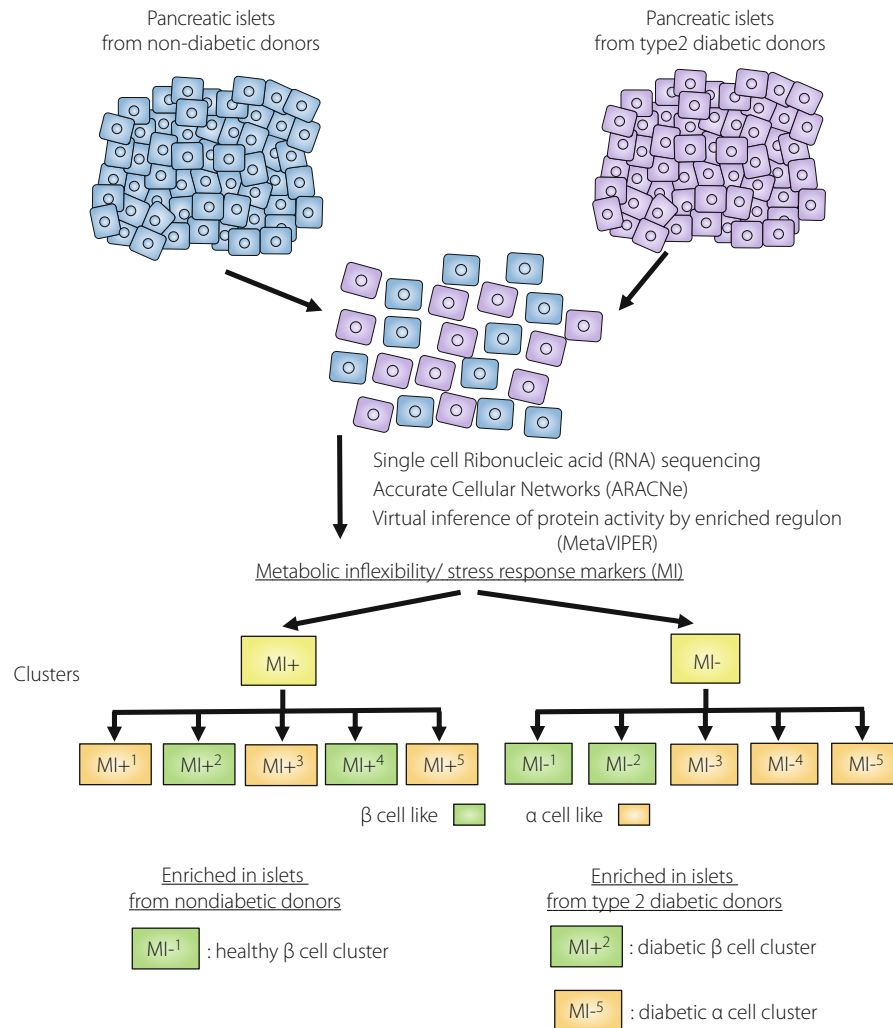 Pancreatic islets
from non-diabetic donors
Pancreatic islets
from type2 diabetic donors
Single cell Ribonucleic acid (RNA) sequencing
Accurate Cellular Networks (ARACNe)
Virtual inference of protein activity by enriched regulon
(MetaVIPER)
Metabolic inflexibility/ stress response markers (MI)
MI+
MI-
Clusters
MI+¹ MI+² MI+³ MI+⁴ MI+⁵ MI-¹ MI-² MI-³ MI-⁴ MI-⁵
β cell like α cell like
Enriched in islets
from nondiabetic donors
MI-¹ : healthy β cell cluster
Enriched in islets
from type 2 diabetic donors
MI+² : diabetic β cell cluster
MI-⁵ : diabetic α cell cluster